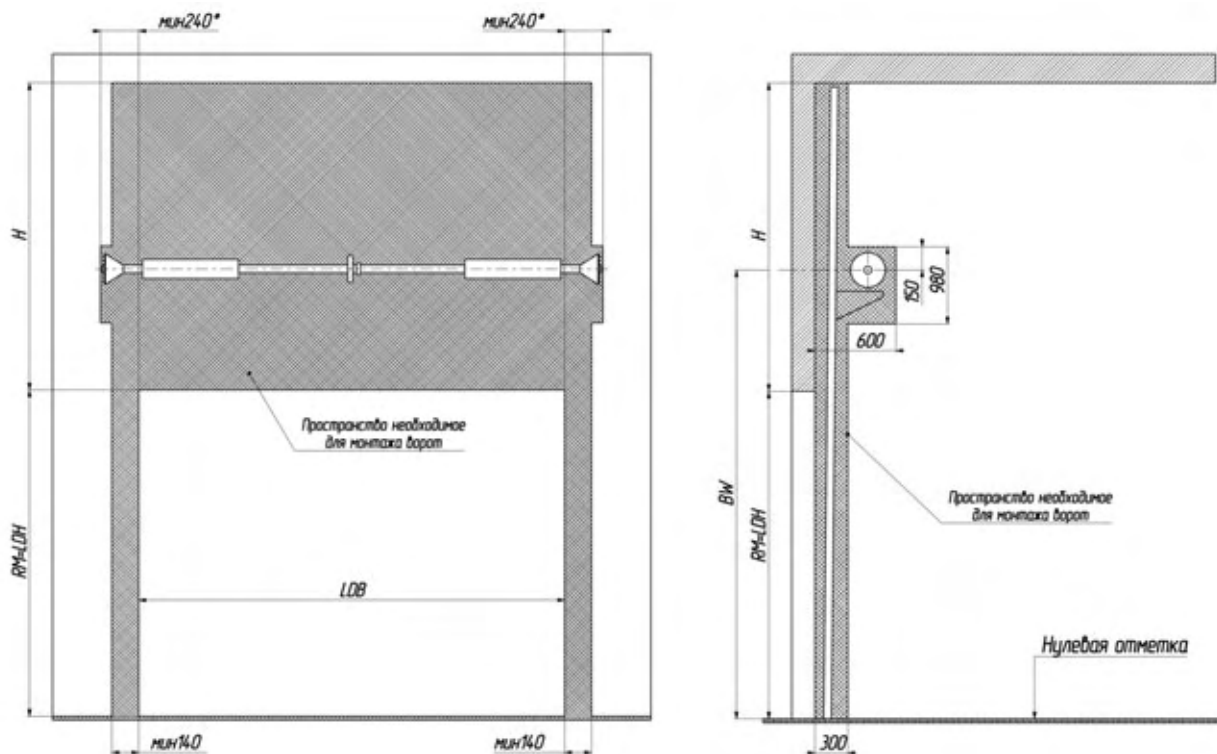 мин240*
мин240*
H
Пространство необходимое
для монтажа ворот
RM=LDH
LDB
мин140
мин140
H
150
980
600
BW
RM=LDH
Пространство необходимое
для монтажа ворот
Нулевая отметка
300